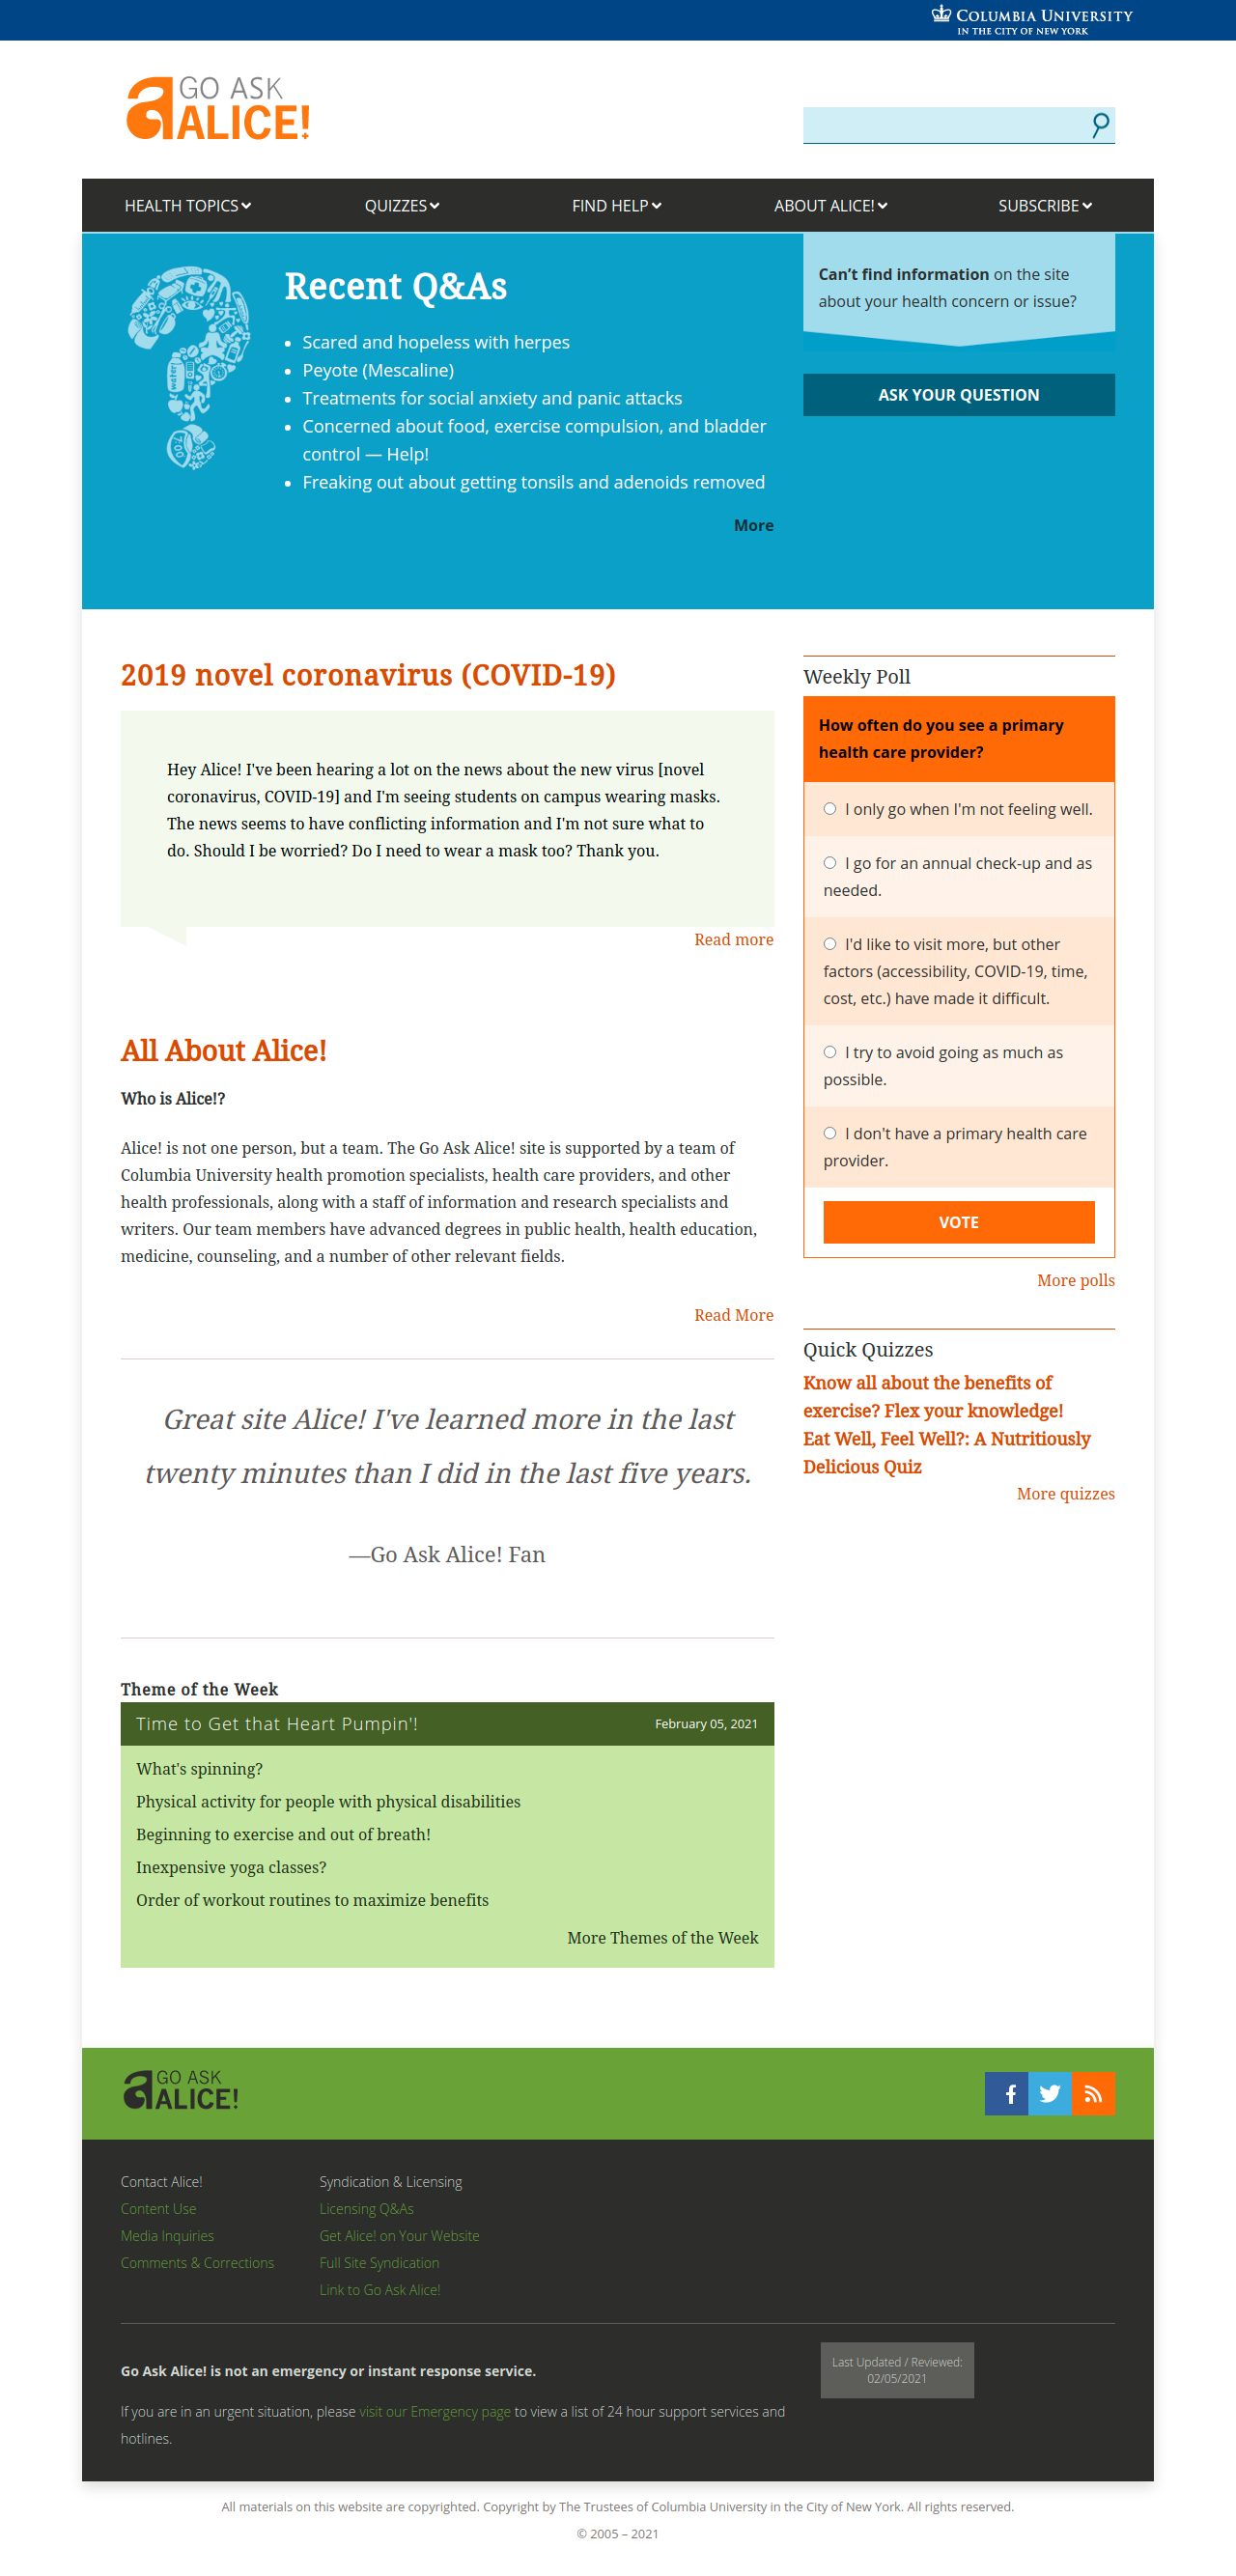 COLUMBIA UNIVERSITY
IN THE CITY OF NEW YORK
GO ASK
aALICE!
HEALTH TOPICS
QUIZZES
FIND HELP
ABOUT ALICE!
SUBSCRIBE
Recent Q&As
Scared and hopeless with herpes
Peyote (Mescaline)
Treatments for social anxiety and panic attacks
Concerned about food, exercise compulsion, and bladder
control — Help!
Freaking out about getting tonsils and adenoids removed
More
Can’t find information on the site
about your health concern or issue?
ASK YOUR QUESTION
water
700
2019 novel coronavirus (COVID-19)
Hey Alice! I've been hearing a lot on the news about the new virus [novel
coronavirus, COVID-19] and I'm seeing students on campus wearing masks.
The news seems to have conflicting information and I'm not sure what to
do. Should I be worried? Do I need to wear a mask too? Thank you.
Read more
All About Alice!
Who is Alice!?
Alice! is not one person, but a team. The Go Ask Alice! site is supported by a team of
Columbia University health promotion specialists, health care providers, and other
health professionals, along with a staff of information and research specialists and
writers. Our team members have advanced degrees in public health, health education,
medicine, counseling, and a number of other relevant fields.
Read More
Great site Alice! I've learned more in the last
twenty minutes than I did in the last five years.
—Go Ask Alice! Fan
Theme of the Week
Time to Get that Heart Pumpin'!
February 05, 2021
What's spinning?
Physical activity for people with physical disabilities
Beginning to exercise and out of breath!
Inexpensive yoga classes?
Order of workout routines to maximize benefits
More Themes of the Week
Weekly Poll
How often do you see a primary
health care provider?
I only go when I'm not feeling well.
I go for an annual check-up and as
needed.
I'd like to visit more, but other
factors (accessibility, COVID-19, time,
cost, etc.) have made it difficult.
I try to avoid going as much as
possible.
I don't have a primary health care
provider.
VOTE
More polls
Quick Quizzes
Know all about the benefits of
exercise? Flex your knowledge!
Eat Well, Feel Well?: A Nutritiously
Delicious Quiz
More quizzes
GO ASK
aALICE!
Contact Alice!
Content Use
Media Inquiries
Comments & Corrections
Syndication & Licensing
Licensing Q&As
Get Alice! on Your Website
Full Site Syndication
Link to Go Ask Alice!
Go Ask Alice! is not an emergency or instant response service.
If you are in an urgent situation, please visit our Emergency page to view a list of 24 hour support services and
hotlines.
Last Updated / Reviewed:
02/05/2021
All materials on this website are copyrighted. Copyright by The Trustees of Columbia University in the City of New York. All rights reserved.
© 2005 – 2021